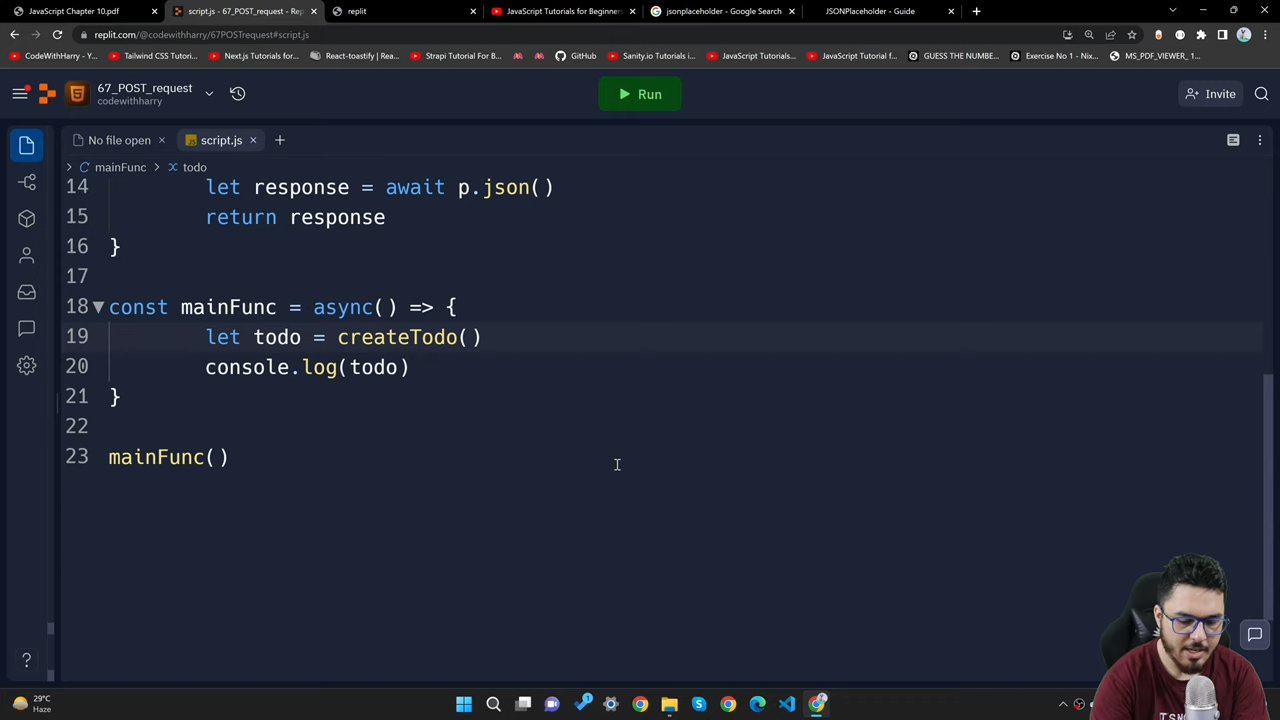 JavaScript Chapter 10.pdf
script.js - 67_POST_request - Rep
replit
JavaScript Tutorials for Beginner
jsonplaceholder - Google Search
JSONPlaceholder - Guide
replit.com/@codewithharry/67POSTrequest#script.js
CodeWithHarry - Y...
Tailwind CSS Tutori...
Next.js Tutorials for...
React-toastify | Rea...
Strapi Tutorial For B...
GitHub
Sanity.io Tutorials i...
JavaScript Tutorials...
JavaScript Tutorial f...
GUESS THE NUMBE...
Exercise No 1 - Nix...
MS_PDF_VIEWER_ 1...
67_POST_request
codewithharry
Run
Invite
No file open
script.js
mainFunc > todo
14 let response = await p.json()
15 return response
16 }
17
18 const mainFunc = async() => {
19 let todo = createTodo()
20 console.log(todo)
21 }
22
23 mainFunc()
29°C
Haze